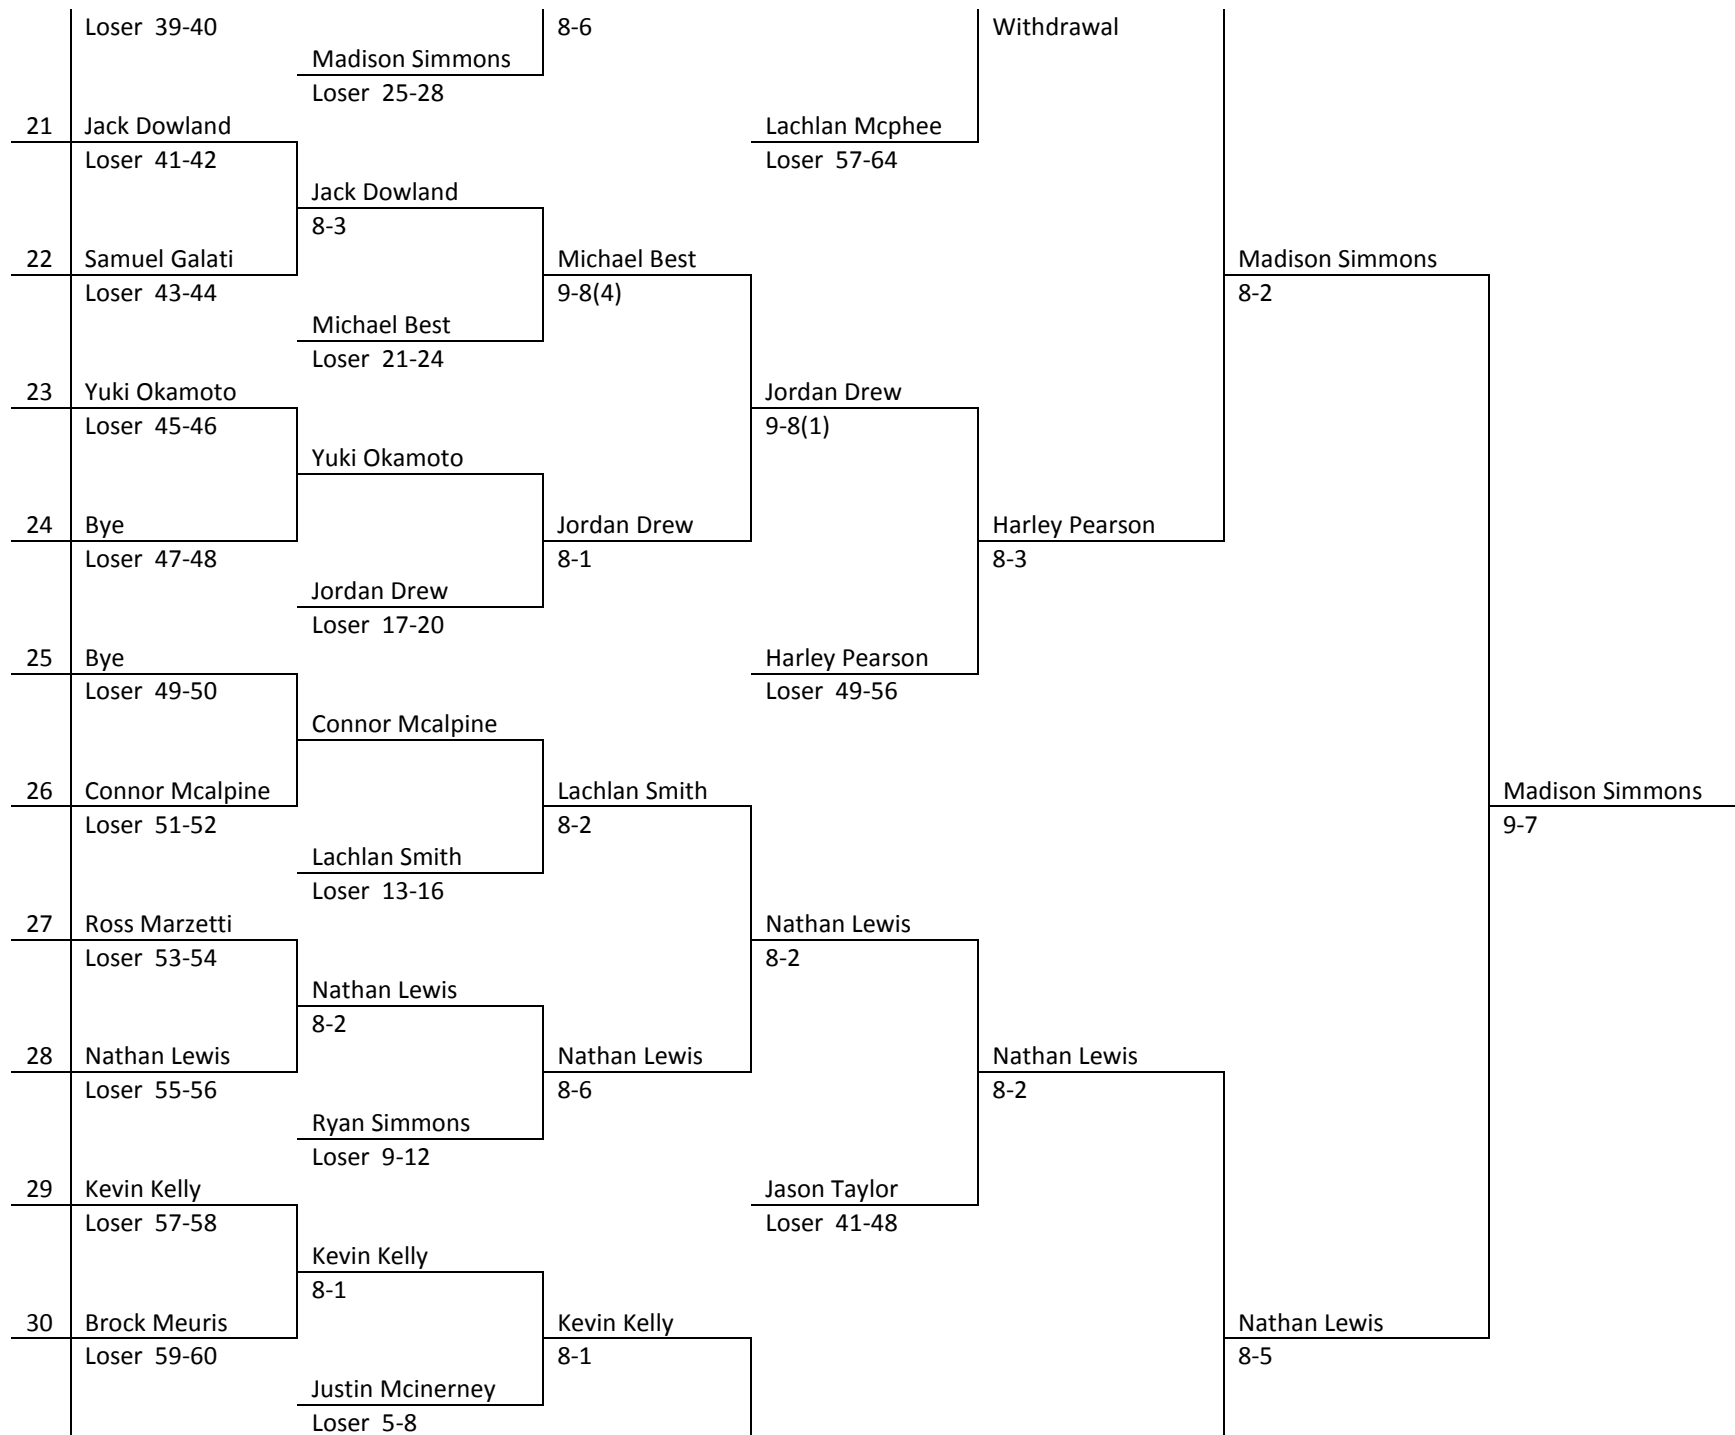 Loser 39-40 8-6 Withdrawal
Madison Simmons
Loser 25-28
21 Jack Dowland Lachlan Mcphee
Loser 41-42 Loser 57-64
Jack Dowland
8-3
22 Samuel Galati Michael Best Madison Simmons
Loser 43-44 9-8(4) 8-2
Michael Best
Loser 21-24
23 Yuki Okamoto Jordan Drew
Loser 45-46 9-8(1)
Yuki Okamoto
24 Bye Jordan Drew Harley Pearson
Loser 47-48 8-1 8-3
Jordan Drew
Loser 17-20
25 Bye Harley Pearson
Loser 49-50 Loser 49-56
Connor Mcalpine
26 Connor Mcalpine Lachlan Smith Madison Simmons
Loser 51-52 8-2 9-7
Lachlan Smith
Loser 13-16
27 Ross Marzetti Nathan Lewis
Loser 53-54 8-2
Nathan Lewis
8-2
28 Nathan Lewis Nathan Lewis Nathan Lewis
Loser 55-56 8-6 8-2
Ryan Simmons
Loser 9-12
29 Kevin Kelly Jason Taylor
Loser 57-58 Loser 41-48
Kevin Kelly
8-1
30 Brock Meuris Kevin Kelly Nathan Lewis
Loser 59-60 8-1 8-5
Justin Mcinerney
Loser 5-8